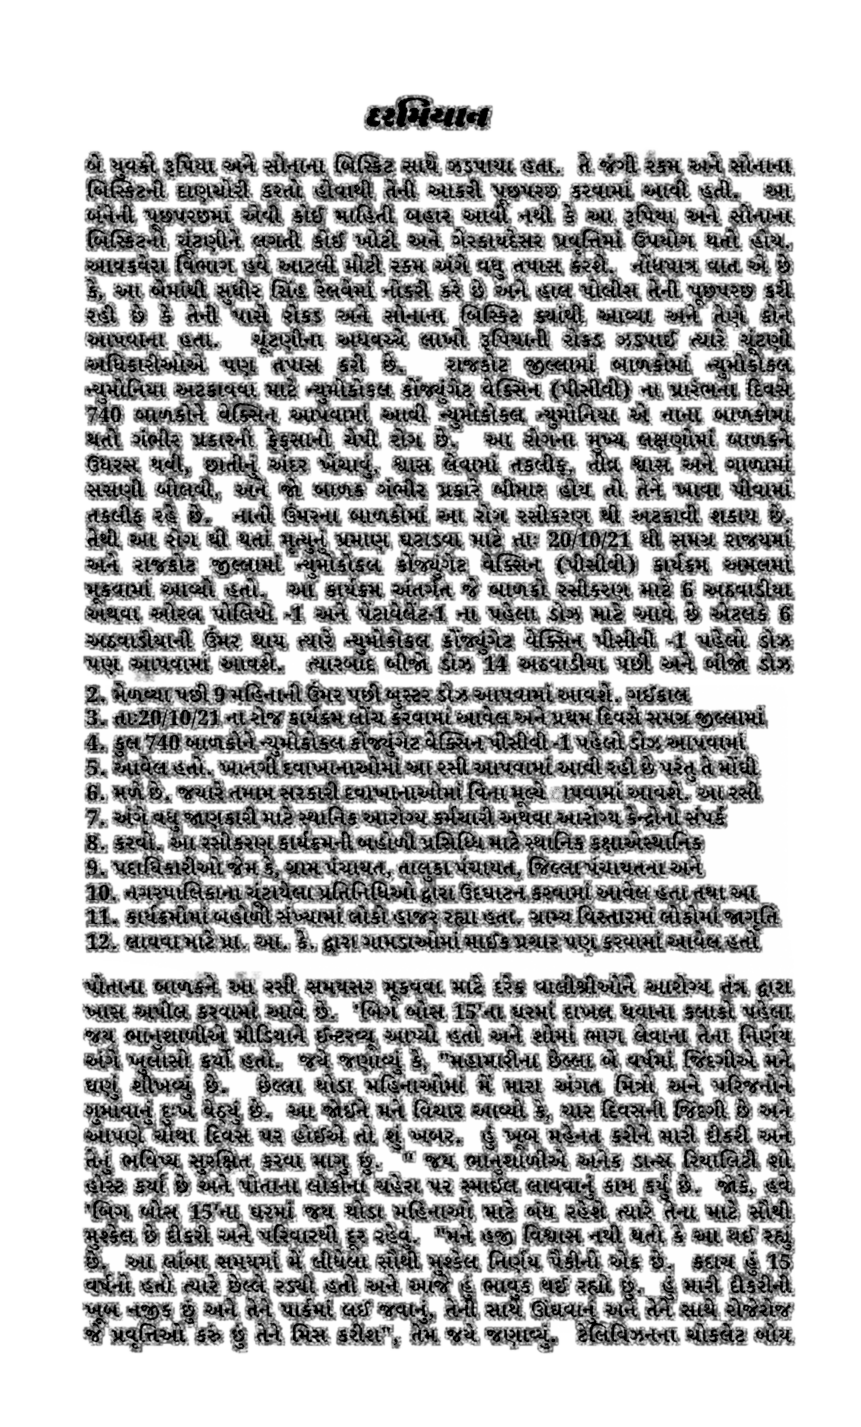 દરમિયાન
બે યુવકો રૂપિયા અને સોનાના બિસ્કિટ સાથે ઝડપાયા હતા. તે જંગી રકમ અને સોનાના
બિસ્કિટની દાણચોરી કરતો હોવાથી તેની આકરી પૂછપરછ કરવામાં આવી હતી. આ
બંનેની પૂછપરછમાં એવી કોઈ માહિતી બહાર આવી નથી કે આ રૂપિયા અને સોનાના
બિસ્કિટનો ચૂંટણીને લગતી કોઈ ખોટી અને ગેરકાયદેસર પ્રવૃત્તિમાં ઉપયોગ થતો હોય.
આવકવેરા વિભાગ હવે આટલી મોટી રકમ અંગે વધુ તપાસ કરશે. નોંધપાત્ર વાત એ છે
કે, આ બેમાંથી સુધીર સિંહ રેલવેમાં નોકરી કરે છે અને હાલ પોલીસ તેની પૂછપરછ કરી
રહી છે કે તેની પાસે રોકડ અને સોનાના બિસ્કિટ ક્યાંથી આવ્યા અને તેણે કોને
આપવાના હતા. ચૂંટણીના અધવચ્ચે લાખો રૂપિયાની રોકડ ઝડપાઈ ત્યારે ચૂંટણી
અધિકારીઓએ પણ તપાસ કરી છે. રાજકોટ જીલ્લામાં બાળકોમાં ન્યુમોકોકલ
ન્યુમોનિયા અટકાવવા માટે ન્યુમોકોકલ કોંજ્યુંગેટ વેક્સિન (પીસીવી) ના પ્રારંભના દિવસે
740 બાળકોને વેક્સિન આપવામાં આવી ન્યુમોકોકલ ન્યુમોનિયા એ નાના બાળકોમાં
થતો ગંભીર પ્રકારનો ફેફસાનો ચેપી રોગ છે. આ રોગના મુખ્ય લક્ષણોમાં બાળકને
ઉધરસ થવી, છાતીનું અંદર ખેંચાવું, શ્વાસ લેવામાં તકલીફ, તીવ્ર શ્વાસ અને ગાળામાં
સસણી બોલવી, અને જો બાળક ગંભીર પ્રકારે બીમાર હોય તો તેને ખાવા પીવામાં
તકલીફ રહે છે. નાની ઉંમરના બાળકોમાં આ રોગ રસીકરણ થી અટકાવી શકાય છે.
તેથી આ રોગ થી થતાં મૃત્યુનું પ્રમાણ ઘટાડવા માટે તાઃ 20/10/21 થી સમગ્ર રાજયમાં
અને રાજકોટ જીલ્લામાં ન્યુમોકોકલ કોંજ્યુંગેટ વેક્સિન (પીસીવી) કાર્યક્રમ અમલમાં
મૂકવામાં આવ્યો હતો. આ કાર્યક્રમ અંતર્ગત જે બાળકો રસીકરણ માટે 6 અઠવાડીયા
અથવા ઓરલ પોલિયો -1 અને પેંટાવેલેંટ-1 ના પહેલા ડોઝ માટે આવે છે એટલકે 6
અઠવાડીયાની ઉંમર થાય ત્યારે ન્યુમોકોકલ કોંજ્યુંગેટ વેક્સિન પીસીવી -1 પહેલો ડોઝ
પણ આપવામાં આવશે. ત્યારબાદ બીજો ડોઝ 14 અઠવાડીયા પછી અને બીજો ડોઝ
2. મેળવ્યા પછી 9 મહિનાની ઉંમર પછી બુસ્ટર ડોઝ આપવામાં આવશે. ગઈકાલ
3. તાઃ20/10/21 ના રોજ કાર્યક્રમ લોંચ કરવામાં આવેલ અને પ્રથમ દિવસે સમગ્ર જીલ્લામાં
4. કુલ 740 બાળકોને ન્યુમોકોકલ કોંજ્યુંગેટ વેક્સિન પીસીવી -1 પહેલો ડોઝ આપવામાં
5. આવેલ હતો. ખાનગી દવાખાનાઓમાં આ રસી આપવામાં આવી રહી છે પરંતુ તે મોંઘી
6. મળે છે. જયારે તમામ સરકારી દવાખાનાઓમાં વિના મૂલ્યે આપવામાં આવશે. આ રસી
7. અંગે વધુ જાણકારી માટે સ્થાનિક આરોગ્ય કર્મચારી અથવા આરોગ્ય કેન્દ્રોનો સંપર્ક
8. કરવો. આ રસીકરણ કાર્યક્રમની બહોળી પ્રસિધ્ધિ માટે સ્થાનિક કક્ષાએસ્થાનિક
9. પદાધિકારીઓ જેમ કે, ગ્રામ પંચાયત, તાલુકા પંચાયત, જિલ્લા પંચાયતના અને
10. નગરપાલિકાના ચૂંટાયેલા પ્રતિનિધિઓ દ્વારા ઉદઘાટન કરવામાં આવેલ હતા તથા આ
11. કાર્યક્રમોમાં બહોળી સંખ્યામાં લોકો હાજર રહ્યા હતા. ગ્રામ્ય વિસ્તારમાં લોકોમાં જાગૃતિ
12. લાવવા માટે પ્રા. આ. કે. દ્વારા ગામડાઓમાં માઈક પ્રચાર પણ કરવામાં આવેલ હતો
પોતાના બાળકને આ રસી સમયસર મૂકવવા માટે દરેક વાલીશ્રીઓને આરોગ્ય તંત્ર દ્વારા
ખાસ અપીલ કરવામાં આવે છે. 'બિગ બોસ 15'ના ઘરમાં દાખલ થવાના કલાકો પહેલા
જય ભાનુશાળીએ મીડિયાને ઈન્ટરવ્યૂ આપ્યો હતો અને શોમાં ભાગ લેવાના તેના નિર્ણય
અંગે ખુલાસો કર્યો હતો. જયે જણાવ્યું કે, "મહામારીના છેલ્લા બે વર્ષમાં જિંદગીએ મને
ઘણું શીખવ્યું છે. છેલ્લા થોડા મહિનાઓમાં મેં મારા અંગત મિત્રો અને પરિજનોને
ગુમાવાનું દુઃખ વેઠ્યું છે. આ જોઈને મને વિચાર આવ્યો કે, ચાર દિવસની જિંદગી છે અને
આપણે ચોથા દિવસ પર હોઈએ તો શું ખબર. હું ખૂબ મહેનત કરીને મારી દીકરી અને
તેનું ભવિષ્ય સુરક્ષિત કરવા માગુ છું. " જય ભાનુશાળીએ અનેક ડાન્સ રિયાલિટી શો
હોસ્ટ કર્યા છે અને પોતાના લોકોના ચહેરા પર સ્માઈલ લાવવાનું કામ કર્યું છે. જોકે, હવે
'બિગ બોસ 15'ના ઘરમાં જય થોડા મહિનાઓ માટે બંધ રહેશે ત્યારે તેના માટે સૌથી
મુશ્કેલ છે દીકરી અને પરિવારથી દૂર રહેવું. "મને હજી વિશ્વાસ નથી થતો કે આ થઈ રહ્યું
છે. આ લાંબા સમયમાં મેં લીધેલા સૌથી મુશ્કેલ નિર્ણય પૈકીનો એક છે. કદાચ હું 15
વર્ષનો હતો ત્યારે છેલ્લે રડ્યો હતો અને આજે હું ભાવુક થઈ રહ્યો છું. હું મારી દીકરીની
ખૂબ નજીક છું અને તેને પાર્કમાં લઈ જવાનું, તેની સાથે ઊંઘવાનું અને તેને સાથે રોજેરોજ
જે પ્રવૃત્તિઓ કરું છું તેને મિસ કરીશ", તેમ જયે જણાવ્યું. ટેલિવિઝનના ચોકલેટ બોય